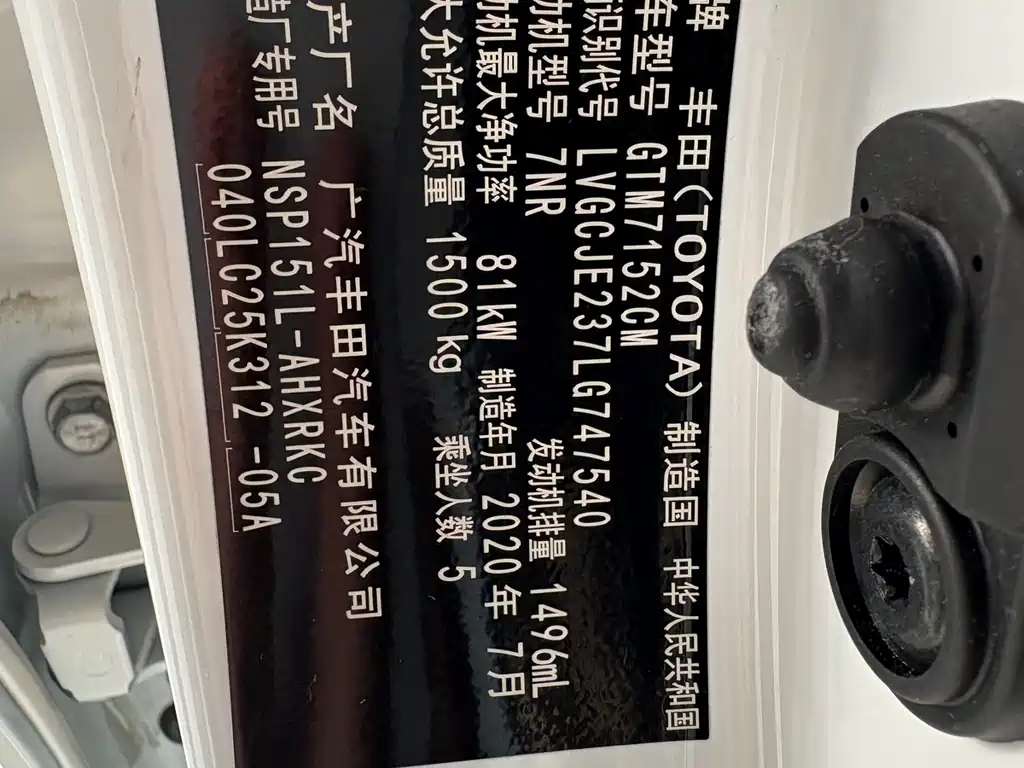 牌 丰田(TOYOTA) 制造国 中华人民共和国
车型号 GTM7152GM
识别代号 LVGCJE237LG747540
动机型号 7NR 发动机排量 1496mL
动机最大净功率 81kW 制造年月 2020年 7月
大允许总质量 1500kg 乘坐人数 5
产厂名 广汽丰田汽车有限公司
造厂专用号 NSP151L-AHXRKC
040LC25K312 -05A